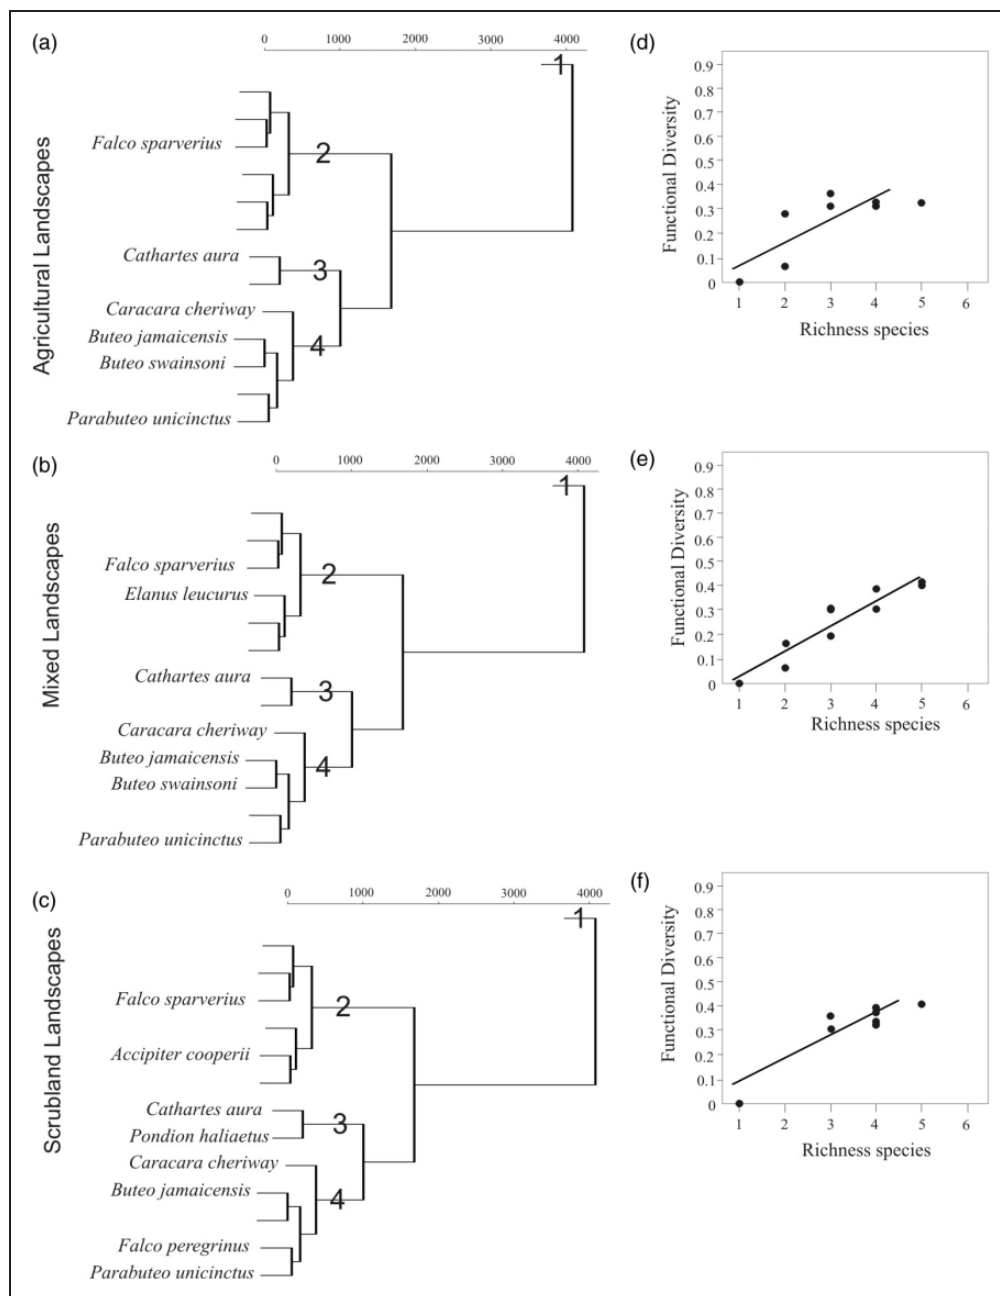 (a)
0 1000 2000 3000 4000
1
Agricultural Landscapes
Falco sparverius
2
Cathartes aura
3
Caracara cheriway
Buteo jamaicensis
4
Buteo swainsoni
Parabuteo unicinctus
(d)
Functional Diversity
0.9
0.8
0.7
0.6
0.5
0.4
0.3
0.2
0.1
0
1 2 3 4 5 6
Richness species
(b)
0 1000 2000 3000 4000
1
Mixed Landscapes
Falco sparverius
2
Elanus leucurus
Cathartes aura
3
Caracara cheriway
Buteo jamaicensis
4
Buteo swainsoni
Parabuteo unicinctus
(e)
Functional Diversity
0.9
0.8
0.7
0.6
0.5
0.4
0.3
0.2
0.1
0
1 2 3 4 5 6
Richness species
(c)
0 1000 2000 3000 4000
1
Scrubland Landscapes
Falco sparverius
2
Accipiter cooperii
Cathartes aura
3
Pondion haliaetus
Caracara cheriway
Buteo jamaicensis
4
Falco peregrinus
Parabuteo unicinctus
(f)
Functional Diversity
0.9
0.8
0.7
0.6
0.5
0.4
0.3
0.2
0.1
0
1 2 3 4 5 6
Richness species